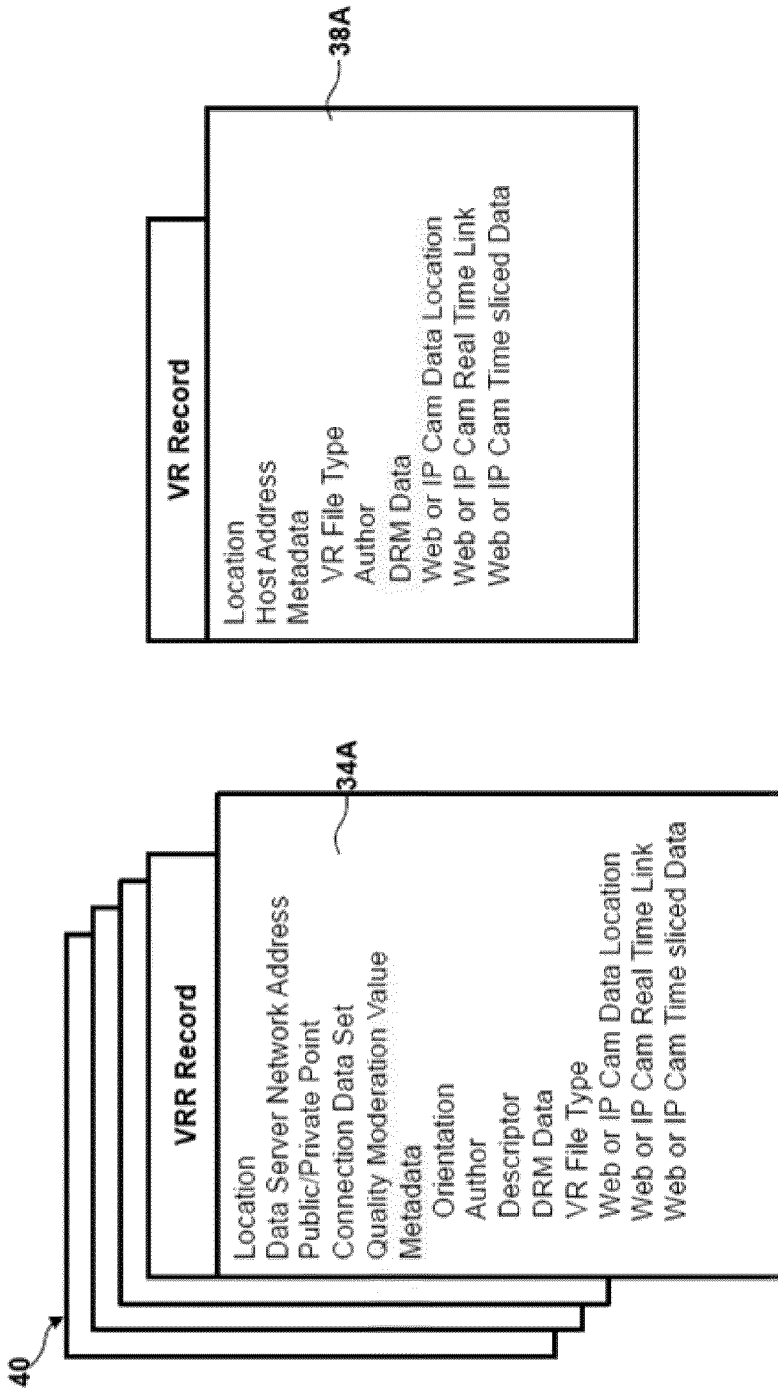 40
VRR Record
34A
Location
Data Server Network Address
Public/Private Point
Connection Data Set
Quality Moderation Value
Metadata
Orientation
Author
Descriptor
DRM Data
VR File Type
Web or IP Cam Data Location
Web or IP Cam Real Time Link
Web or IP Cam Time sliced Data
VR Record
38A
Location
Host Address
Metadata
VR File Type
Author
DRM Data
Web or IP Cam Data Location
Web or IP Cam Real Time Link
Web or IP Cam Time sliced Data